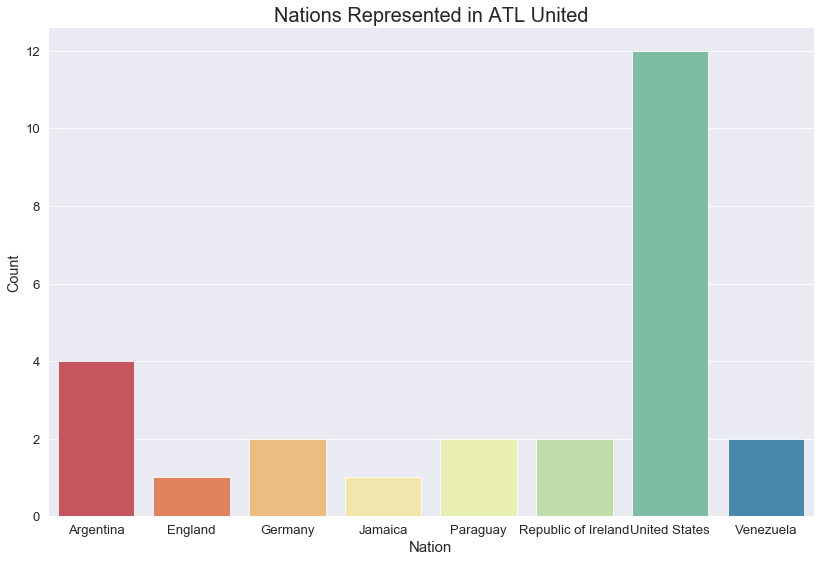 Nations Represented in ATL United
12
10
8
6
4
2
0
Count
Argentina England Germany Jamaica Paraguay Republic of Ireland United States Venezuela
Nation